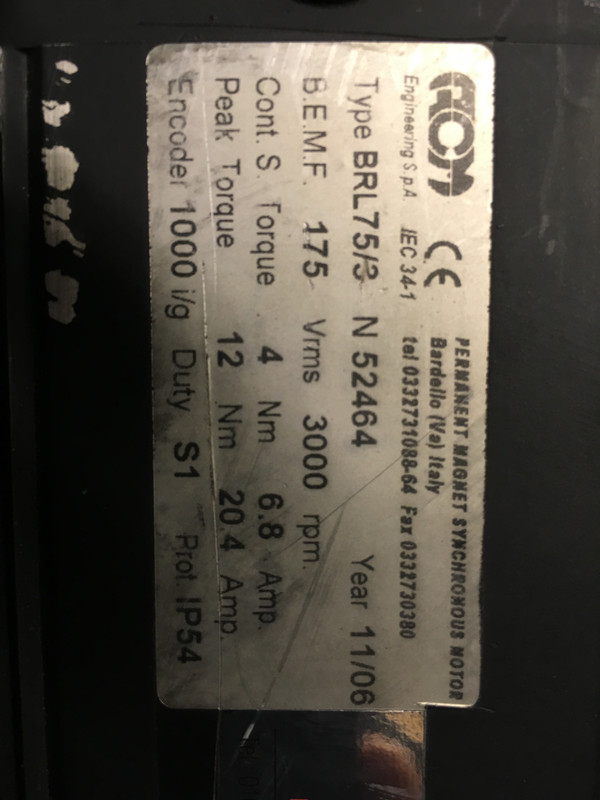 ACM CE PERMANENT MAGNET SYNCHRONOUS MOTOR
Bardello (Va) Italy
Engineering S.p.A. IEC 34-1 tel 0332731088-64 Fax 0332730380
Type BRL75/3 N 52464 Year 11/06
B.E.M.F. 175 Vrms 3000 rpm.
Cont. S. Torque 4 Nm 6.8 Amp.
Peak Torque 12 Nm 20.4 Amp.
Encoder 1000 i/g Duty S1 Prot. IP54